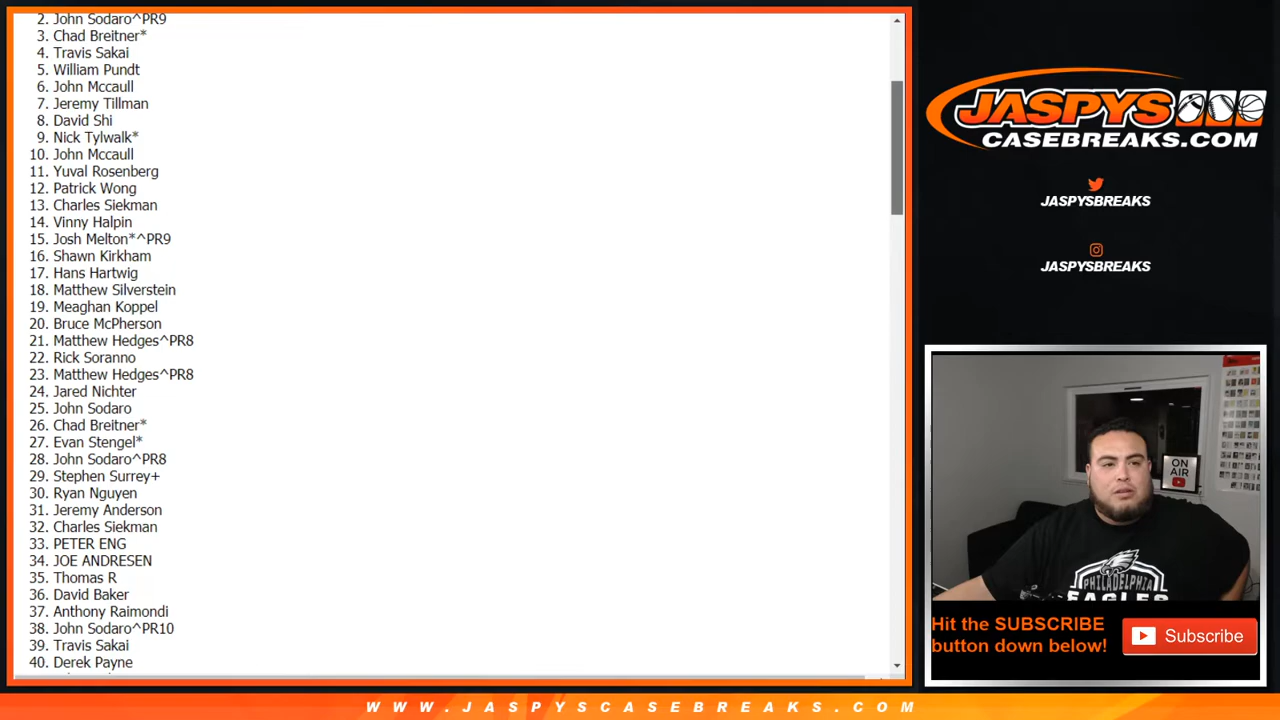 2. John Sodaro^PR9
3. Chad Breitner*
4. Travis Sakai
5. William Pundt
6. John Mccaull
7. Jeremy Tillman
8. David Shi
9. Nick Tylwalk*
10. John Mccaull
11. Yuval Rosenberg
12. Patrick Wong
13. Charles Siekman
14. Vinny Halpin
15. Josh Melton*^PR9
16. Shawn Kirkham
17. Hans Hartwig
18. Matthew Silverstein
19. Meaghan Koppel
20. Bruce McPherson
21. Matthew Hedges^PR8
22. Rick Soranno
23. Matthew Hedges^PR8
24. Jared Nichter
25. John Sodaro
26. Chad Breitner*
27. Evan Stengel*
28. John Sodaro^PR8
29. Stephen Surrey+
30. Ryan Nguyen
31. Jeremy Anderson
32. Charles Siekman
33. PETER ENG
34. JOE ANDRESEN
35. Thomas R
36. David Baker
37. Anthony Raimondi
38. John Sodaro^PR10
39. Travis Sakai
40. Derek Payne
JASPYS
CASEBREAKS.COM
JASPYSBREAKS
JASPYSBREAKS
ON
AIR
PHILADELPHIA
EAGLES
Hit the SUBSCRIBE
button down below!
Subscribe
WWW.JASPYSCASEBREAKS.COM